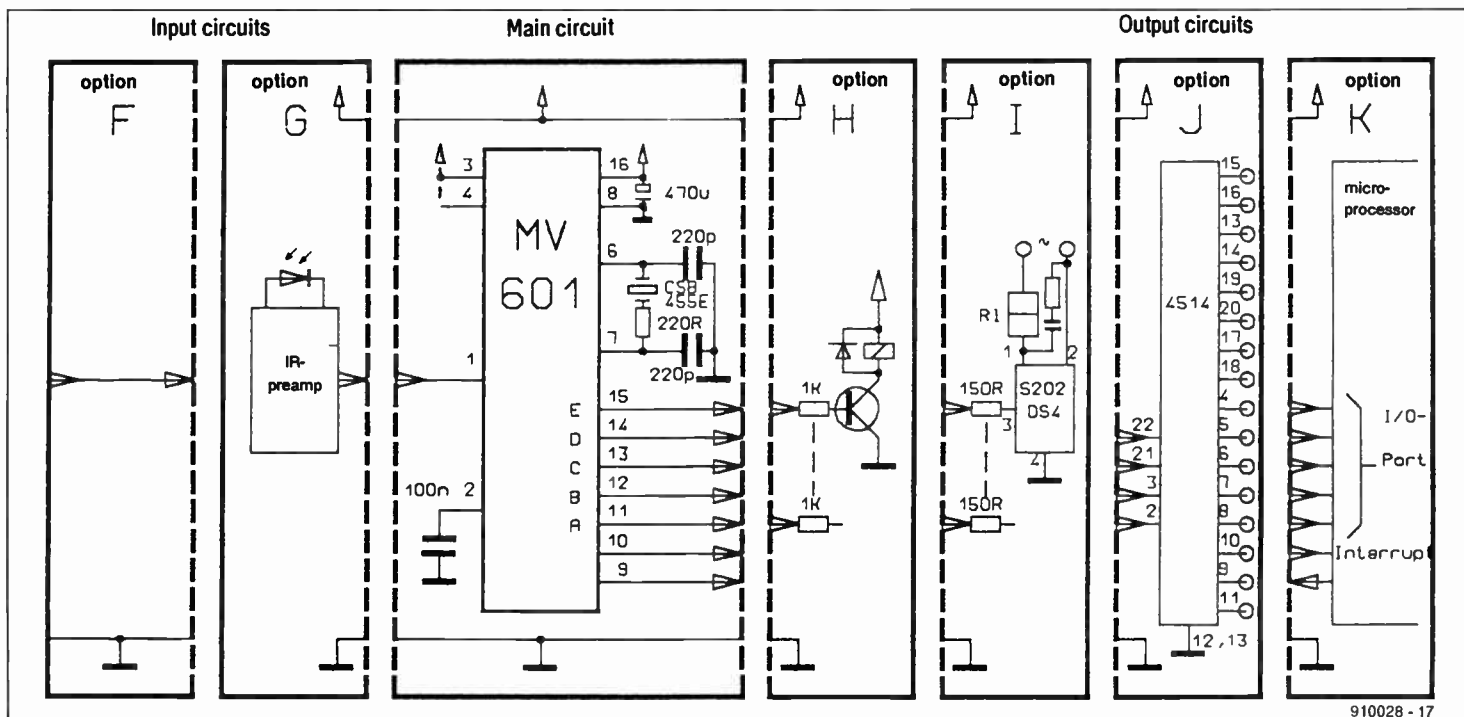 Input circuits
Main circuit
Output circuits
option
F
option
G
IR-
preamp
3
4
MV
601
1
100n 2
16
8
470u
220p
6
CSB
455E
220R
7
220p
E 15
D 14
C 13
B 12
A 11
10
9
option
H
1K
1K
option
I
~
R1
1 2
S202
DS4
150R
3
4
150R
option
J
4514
22
21
3
2
15
16
13
14
19
20
17
18
4
5
6
7
8
10
9
11
12,13
option
K
micro-
processor
I/O-
Port
Interrupt
910028 - 17